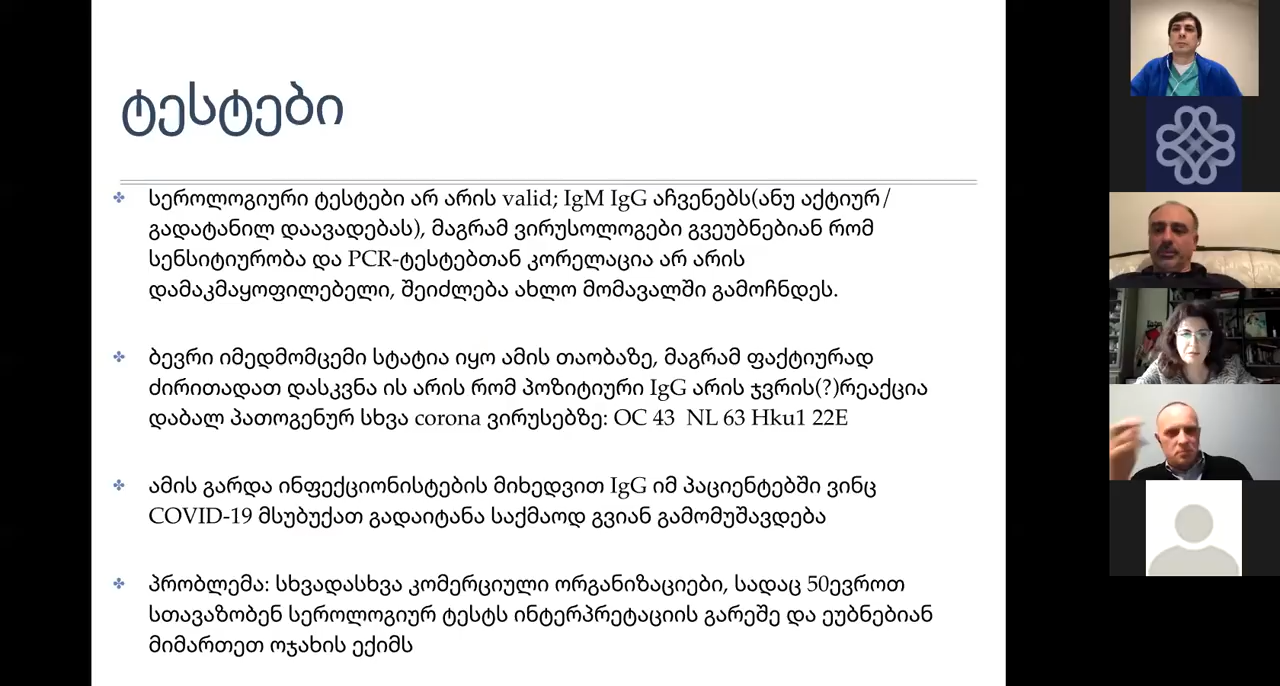 ტესტები
სეროლოგიური ტესტები არ არის valid; IgM IgG აჩვენებს(ანუ აქტიურ/
გადატანილ დაავადებას), მაგრამ ვირუსოლოგები გვეუბნებიან რომ
სენსიტიურობა და PCR-ტესტებთან კორელაცია არ არის
დამაკმაყოფილებელი, შეიძლება ახლო მომავალში გამოჩნდეს.
ბევრი იმედმომცემი სტატია იყო ამის თაობაზე, მაგრამ ფაქტიურად
ძირითადათ დასკვნა ის არის რომ პოზიტიური IgG არის ჯვრის(?)რეაქცია
დაბალ პათოგენურ სხვა corona ვირუსებზე: OC 43 NL 63 Hku1 22E
ამის გარდა ინფექციონისტების მიხედვით IgG იმ პაციენტებში ვინც
COVID-19 მსუბუქათ გადაიტანა საქმაოდ გვიან გამომუშავდება
პრობლემა: სხვადასხვა კომერციული ორგანიზაციები, სადაც 50ევროთ
სთავაზობენ სეროლოგიურ ტესტს ინტერპრეტაციის გარეშე და ეუბნებიან
მიმართეთ ოჯახის ექიმს